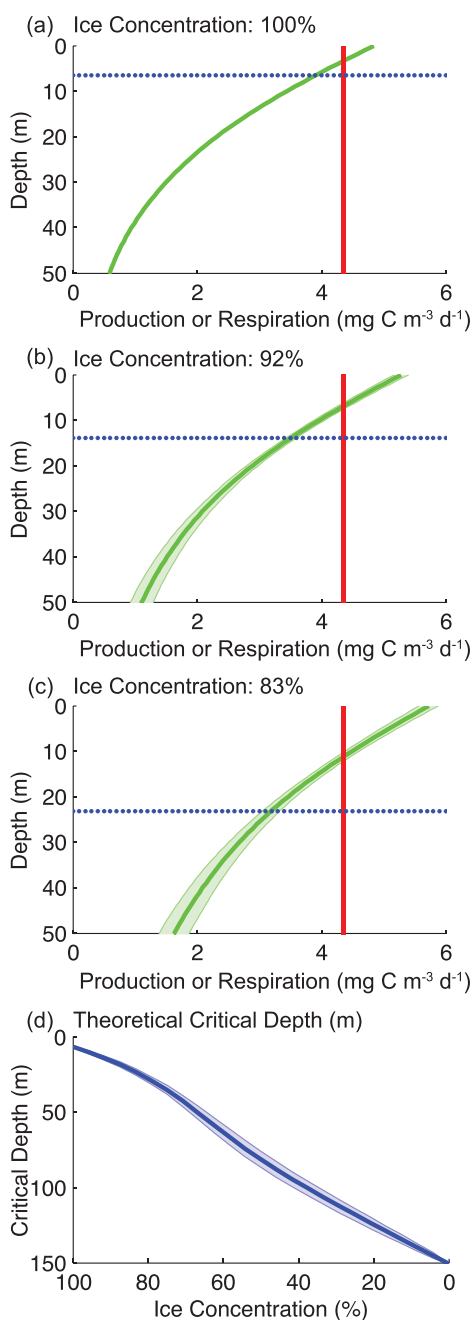 (a) Ice Concentration: 100%
0
10
20
30
40
50
Depth (m)
0 2 4 6
Production or Respiration (mg C m⁻³ d⁻¹)
(b) Ice Concentration: 92%
0
10
20
30
40
50
Depth (m)
0 2 4 6
Production or Respiration (mg C m⁻³ d⁻¹)
(c) Ice Concentration: 83%
0
10
20
30
40
50
Depth (m)
0 2 4 6
Production or Respiration (mg C m⁻³ d⁻¹)
(d) Theoretical Critical Depth (m)
0
50
100
150
Critical Depth (m)
100 80 60 40 20 0
Ice Concentration (%)